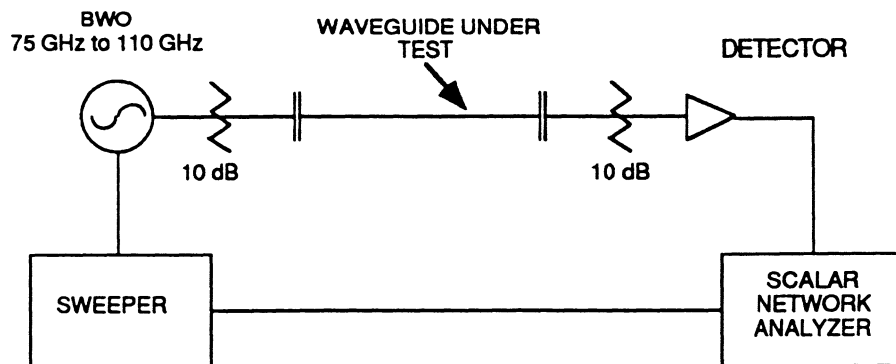 BWO
75 GHz to 110 GHz
WAVEGUIDE UNDER
TEST
DETECTOR
10 dB
10 dB
SWEEPER
SCALAR
NETWORK
ANALYZER